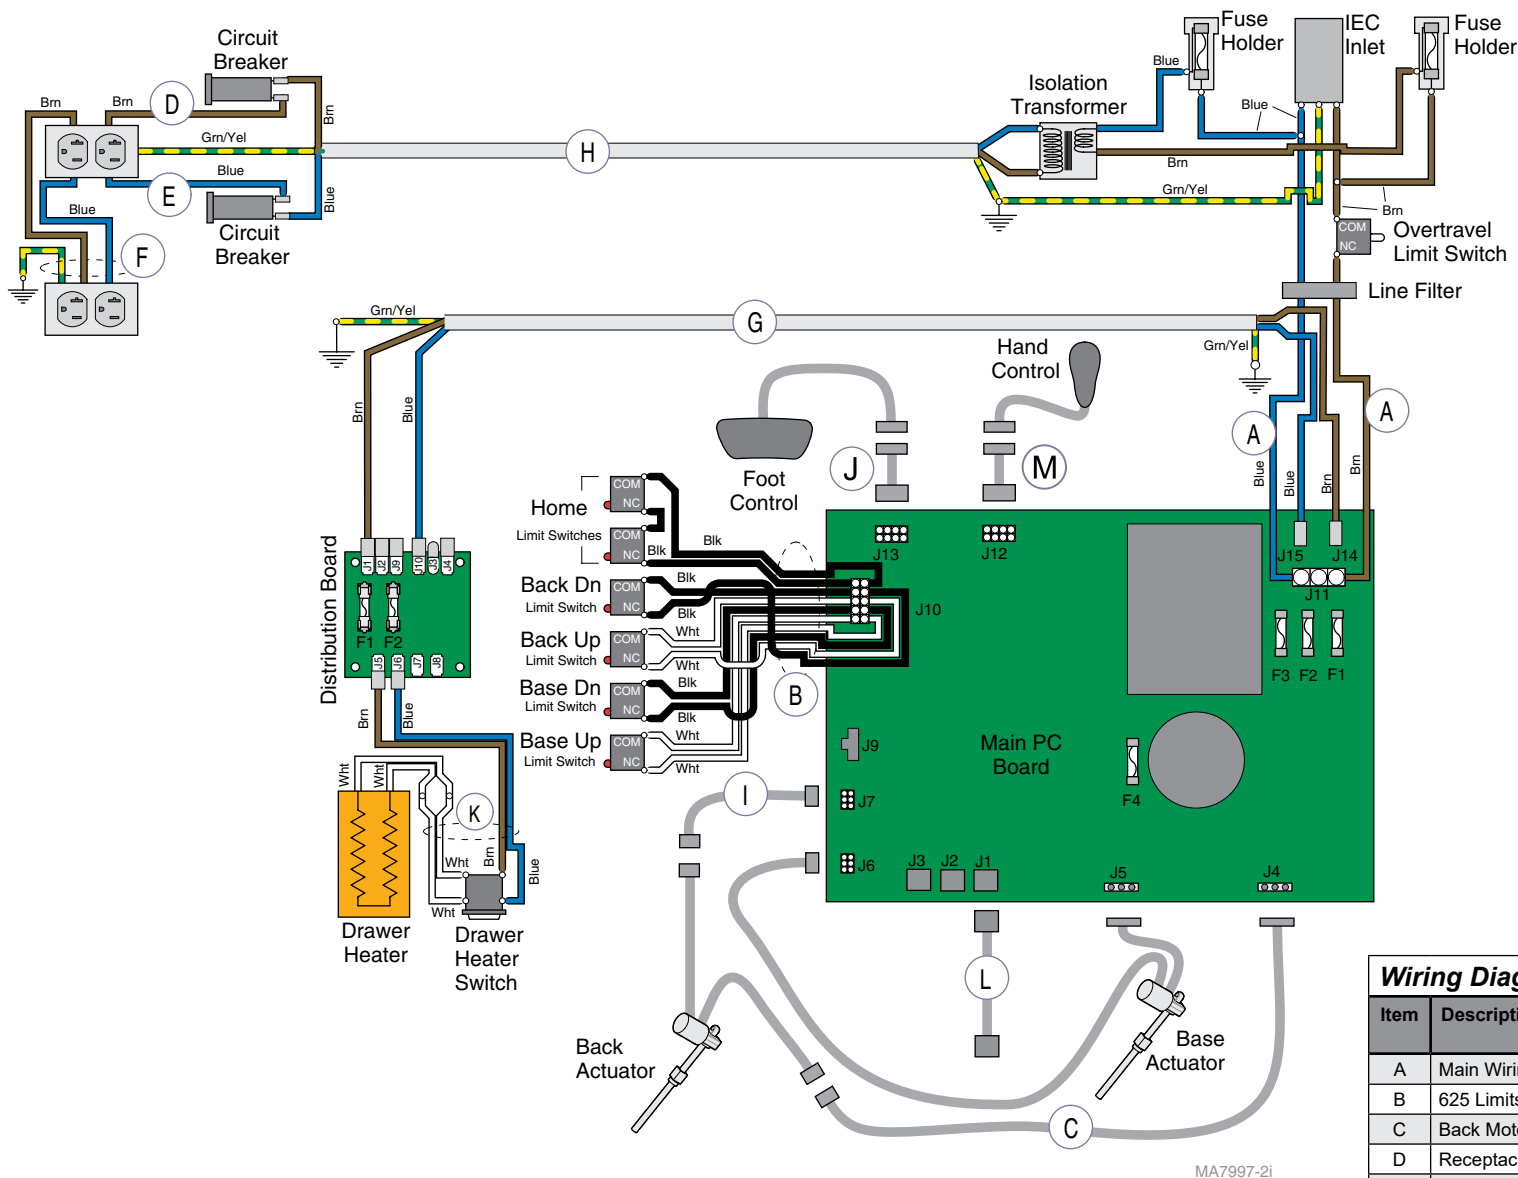 Circuit
Breaker
Brn
Brn
D
Brn
Grn/Yel
H
E
Blue
Blue
Blue
Circuit
Breaker
F
Isolation
Transformer
Blue
Fuse
Holder
IEC
Inlet
Fuse
Holder
Blue
Brn
Grn/Yel
Brn
COM
NC
Overtravel
Limit Switch
Line Filter
Grn/Yel
G
Grn/Yel
Hand
Control
Brn
Blue
A
A
Blue
Blue
Brn
Brn
Foot
Control
J
M
Home
Limit Switches
COM
NC
COM
NC
Blk
Blk
Back Dn
Limit Switch
COM
NC
Blk
Blk
Back Up
Limit Switch
COM
NC
Wht
Wht
Base Dn
Limit Switch
COM
NC
Blk
Blk
Base Up
Limit Switch
COM
NC
Wht
Wht
B
J13
J12
J10
J15
J14
J11
F3
F2
F1
Main PC
Board
F4
J9
J7
J6
J3
J2
J1
J5
J4
Distribution Board
J1
J2
J9
J10
J3
J4
F1
F2
J5
J6
J7
J8
Brn
Blue
Wht
Wht
K
Wht
Brn
Blue
Wht
Drawer
Heater
Drawer
Heater
Switch
I
L
C
Back
Actuator
Base
Actuator
MA7997-2i
Wiring Diag
Item Descripti
A Main Wirin
B 625 Limits
C Back Moto
D Receptac